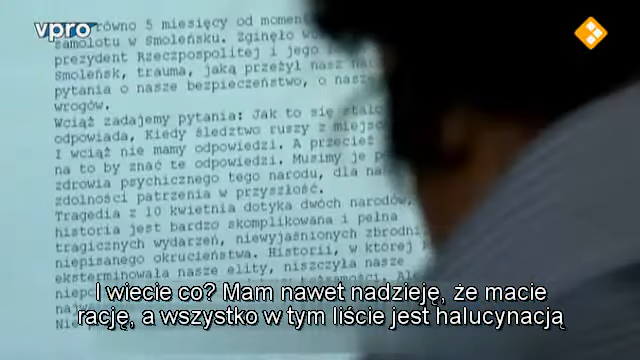 vpro
równo 5 miesięcy od momen
samolotu w Smoleńsku. Zginęło
prezydent Rzeczpospolitej i jego
Smoleńsk, trauma, jaką przeżył nasz
pytania o nasze bezpieczeństwo, o nasze
wrogów.
Wciąż zadajemy pytania: Jak to się stało
odpowiada, Kiedy śledztwo ruszy z miejsc
I wciąż nie mamy odpowiedzi. A przecież
na to by znać te odpowiedzi. Musimy je
zdrowia psychicznego tego narodu, dla
zdolności patrzenia w przyszłość.
Tragedia z 10 kwietnia dotyka dwóch narodów,
historia jest bardzo skomplikowana i pełna
tragicznych wydarzeń, niewyjaśnionych zbrodni
niepisanego okrucieństwa. Historii, w której
eksterminowała nasze elity, niszczyła nasze
niepo
Nie
I wiecie co? Mam nawet nadzieję, że macie
rację, a wszystko w tym liście jest halucynacją